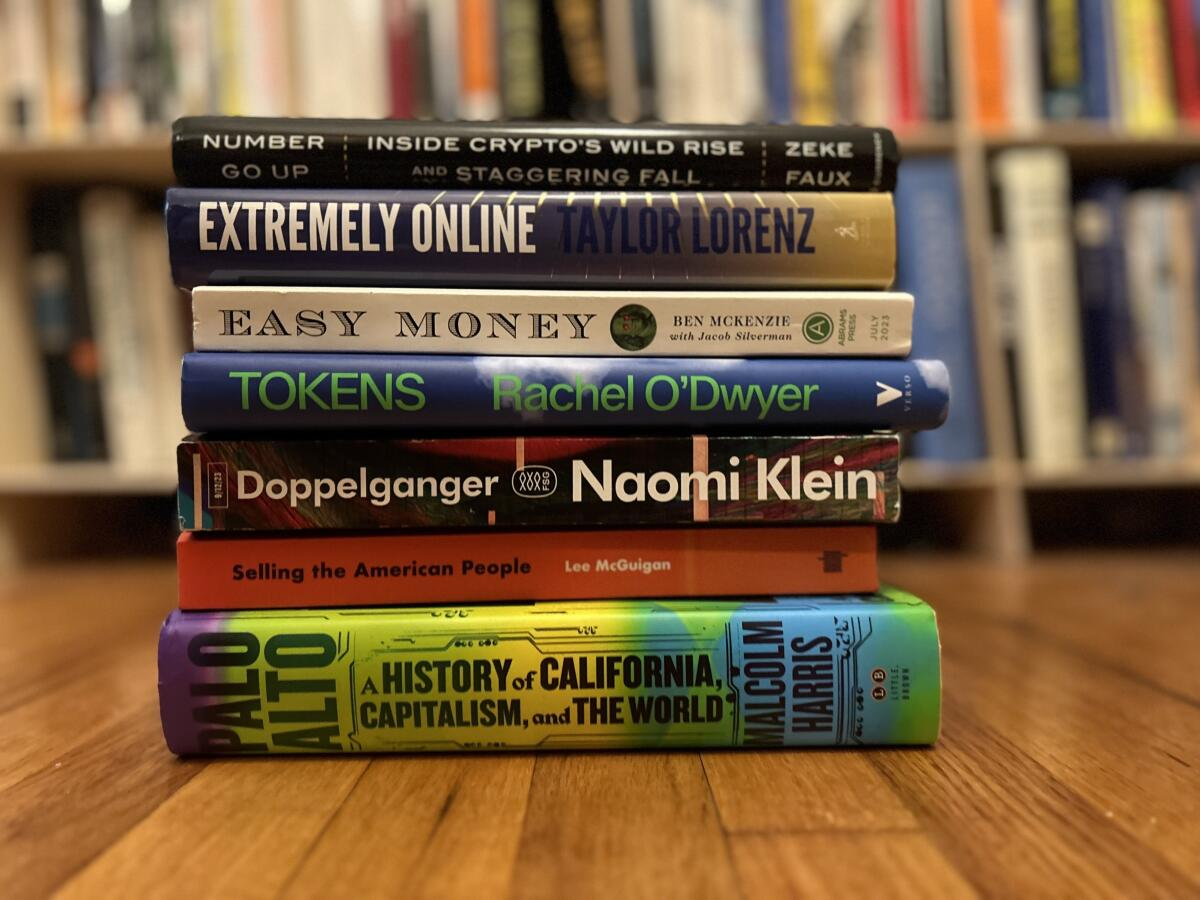 NUMBER GO UP
INSIDE CRYPTO'S WILD RISE
AND STAGGERING FALL
ZEKE FAUX
EXTREMELY ONLINE TAYLOR LORENZ
EASY MONEY
BEN MCKENZIE
with Jacob Silverman
A
ABRAMS PRESS
JULY 2023
TOKENS Rachel O'Dwyer
V VERSO
9/12/23
Doppelganger FSG Naomi Klein
Selling the American People Lee McGuigan
PALO ALTO
A HISTORY of CALIFORNIA,
CAPITALISM, and THE WORLD
MALCOLM HARRIS
LB
LITTLE, BROWN